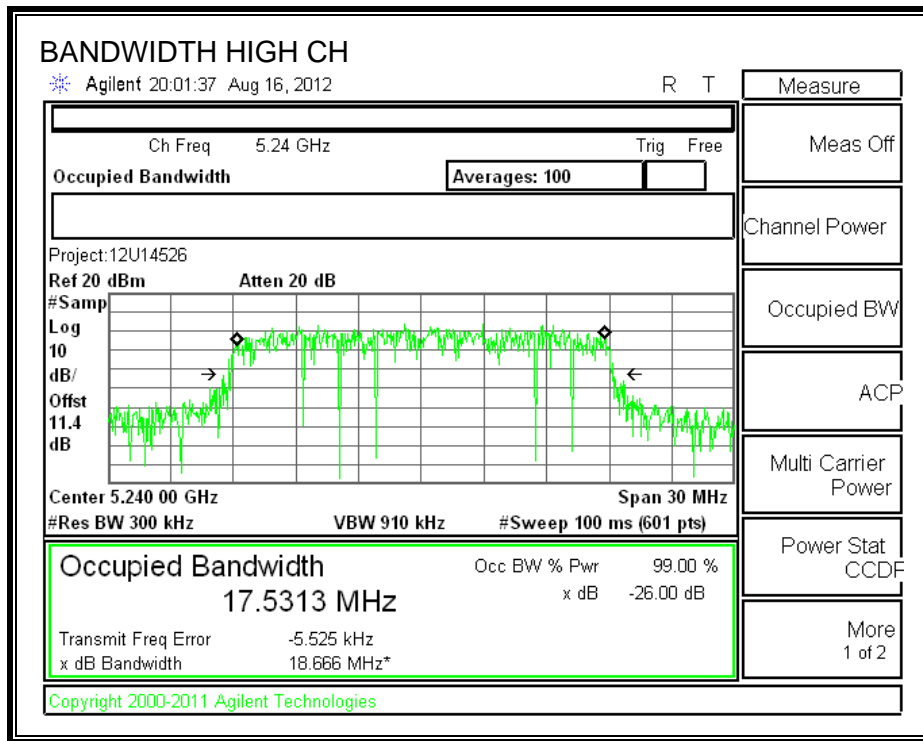 BANDWIDTH HIGH CH
Agilent 20:01:37 Aug 16, 2012 R T
Measure
Ch Freq 5.24 GHz Trig Free
Meas Off
Occupied Bandwidth Averages: 100
Channel Power
Project:12U14526
Ref 20 dBm Atten 20 dB
#Samp
Log
10
dB/
Offst
11.4
dB
Occupied BW
ACP
Multi Carrier
Power
Center 5.240 00 GHz Span 30 MHz
#Res BW 300 kHz VBW 910 kHz #Sweep 100 ms (601 pts)
Power Stat
CCDF
Occupied Bandwidth Occ BW % Pwr 99.00 %
17.5313 MHz x dB -26.00 dB
Transmit Freq Error -5.525 kHz
x dB Bandwidth 18.666 MHz*
More
1 of 2
Copyright 2000-2011 Agilent Technologies